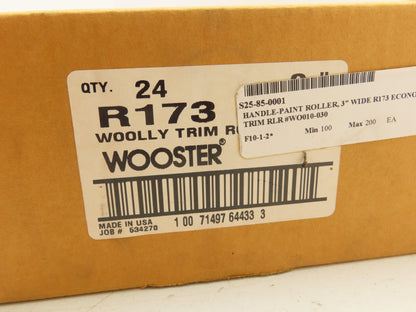 QTY. 24
R173
WOOLLY TRIM
WOOSTER®
MADE IN USA
JOB # 534270
1 00 71497 64433 3
S25-85-0001
HANDLE-PAINT ROLLER, 3" WIDE R173 ECONO
TRIM RLR #WO010-030
F10-1-2* Min 100 Max 200 EA